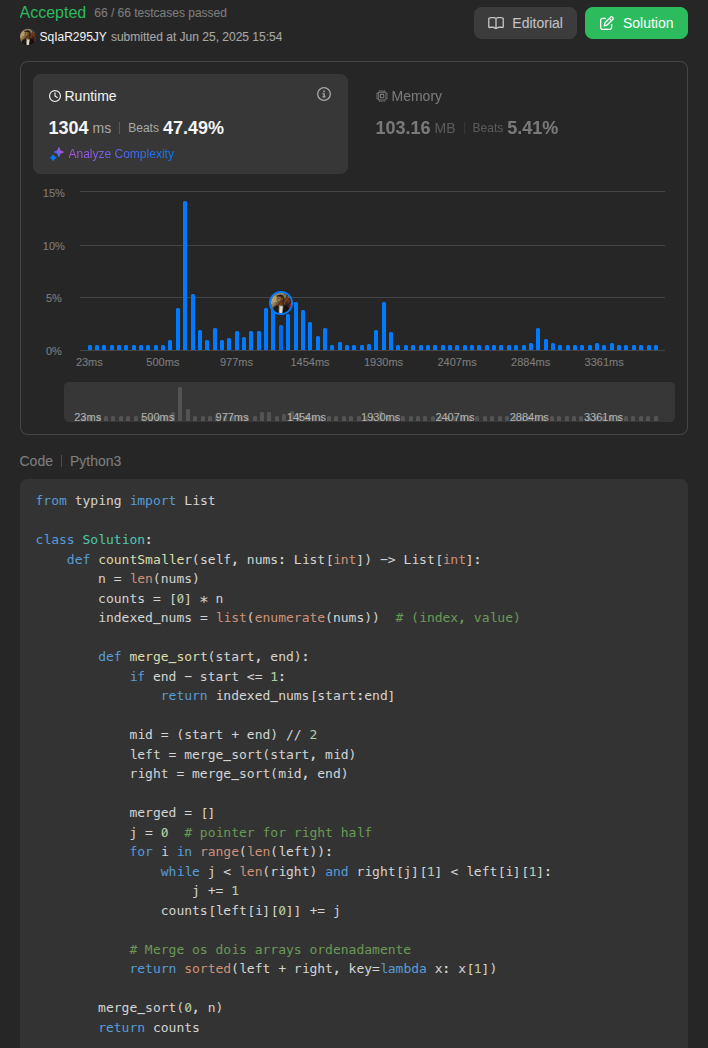 Accepted 66 / 66 testcases passed
Editorial
Solution
SqIaR295JY submitted at Jun 25, 2025 15:54
Runtime
1304 ms | Beats 47.49%
Analyze Complexity
Memory
103.16 MB | Beats 5.41%
15%
10%
5%
0%
23ms 500ms 977ms 1454ms 1930ms 2407ms 2884ms 3361ms
23ms 500ms 977ms 1454ms 1930ms 2407ms 2884ms 3361ms
Code | Python3
from typing import List
class Solution:
    def countSmaller(self, nums: List[int]) -> List[int]:
        n = len(nums)
        counts = [0] * n
        indexed_nums = list(enumerate(nums))  # (index, value)
        def merge_sort(start, end):
            if end - start <= 1:
                return indexed_nums[start:end]
            mid = (start + end) // 2
            left = merge_sort(start, mid)
            right = merge_sort(mid, end)
            merged = []
            j = 0  # pointer for right half
            for i in range(len(left)):
                while j < len(right) and right[j][1] < left[i][1]:
                    j += 1
                counts[left[i][0]] += j
            # Merge os dois arrays ordenadamente
            return sorted(left + right, key=lambda x: x[1])
        merge_sort(0, n)
        return counts